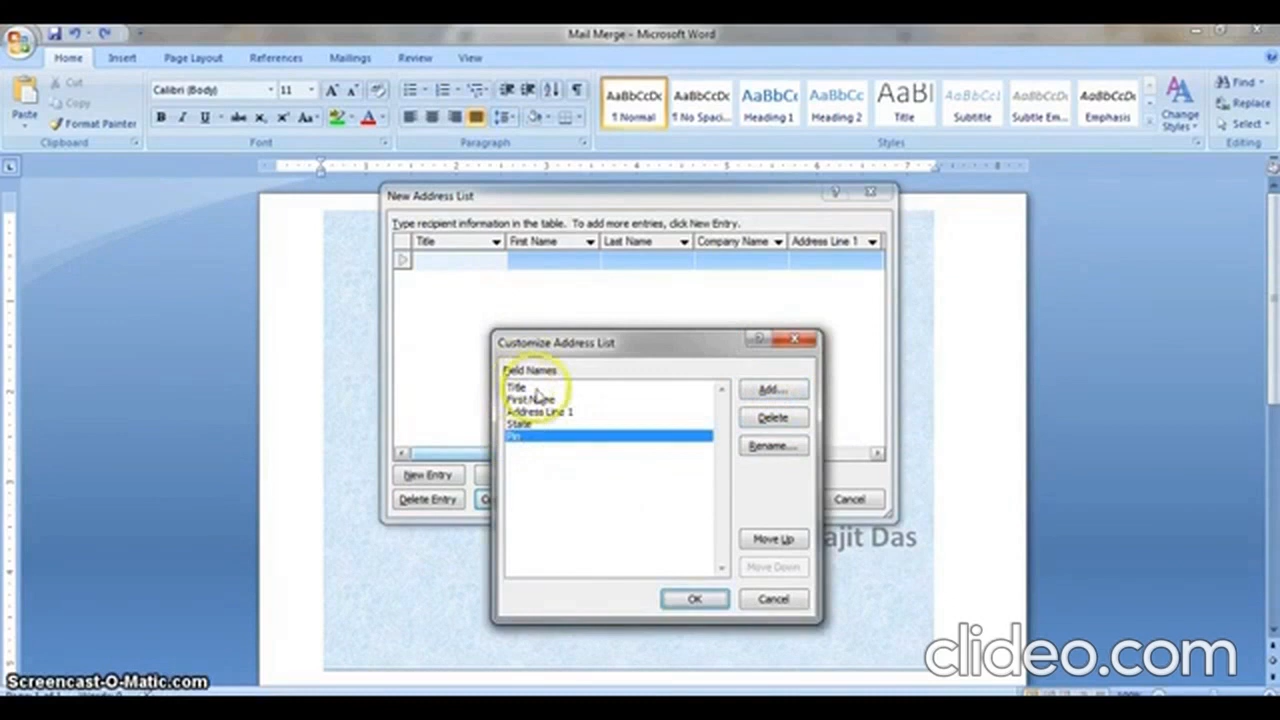 Mail Merge - Microsoft Word
Home Insert Page Layout References Mailings Review View
Cut
Copy
Format Painter
Paste
Clipboard
Calibri (Body) 11
Font
Paragraph
AaBbCcDc AaBbCcDc AaBbCc AaBbCc AaBl AaBbCcl AaBbCcDc AaBbCcDc
¶ Normal ¶ No Spaci... Heading 1 Heading 2 Title Subtitle Subtle Em... Emphasis
Change Styles
Styles
Find
Replace
Select
Editing
New Address List
Type recipient information in the table. To add more entries, click New Entry.
Title First Name Last Name Company Name Address Line 1
New Entry
Delete Entry
Cancel
Customize Address List
Field Names
Title
First Name
Address Line 1
State
Pin
Add...
Delete
Rename...
Move Up
Move Down
OK Cancel
ajit Das
clideo.com
Screencast-O-Matic.com